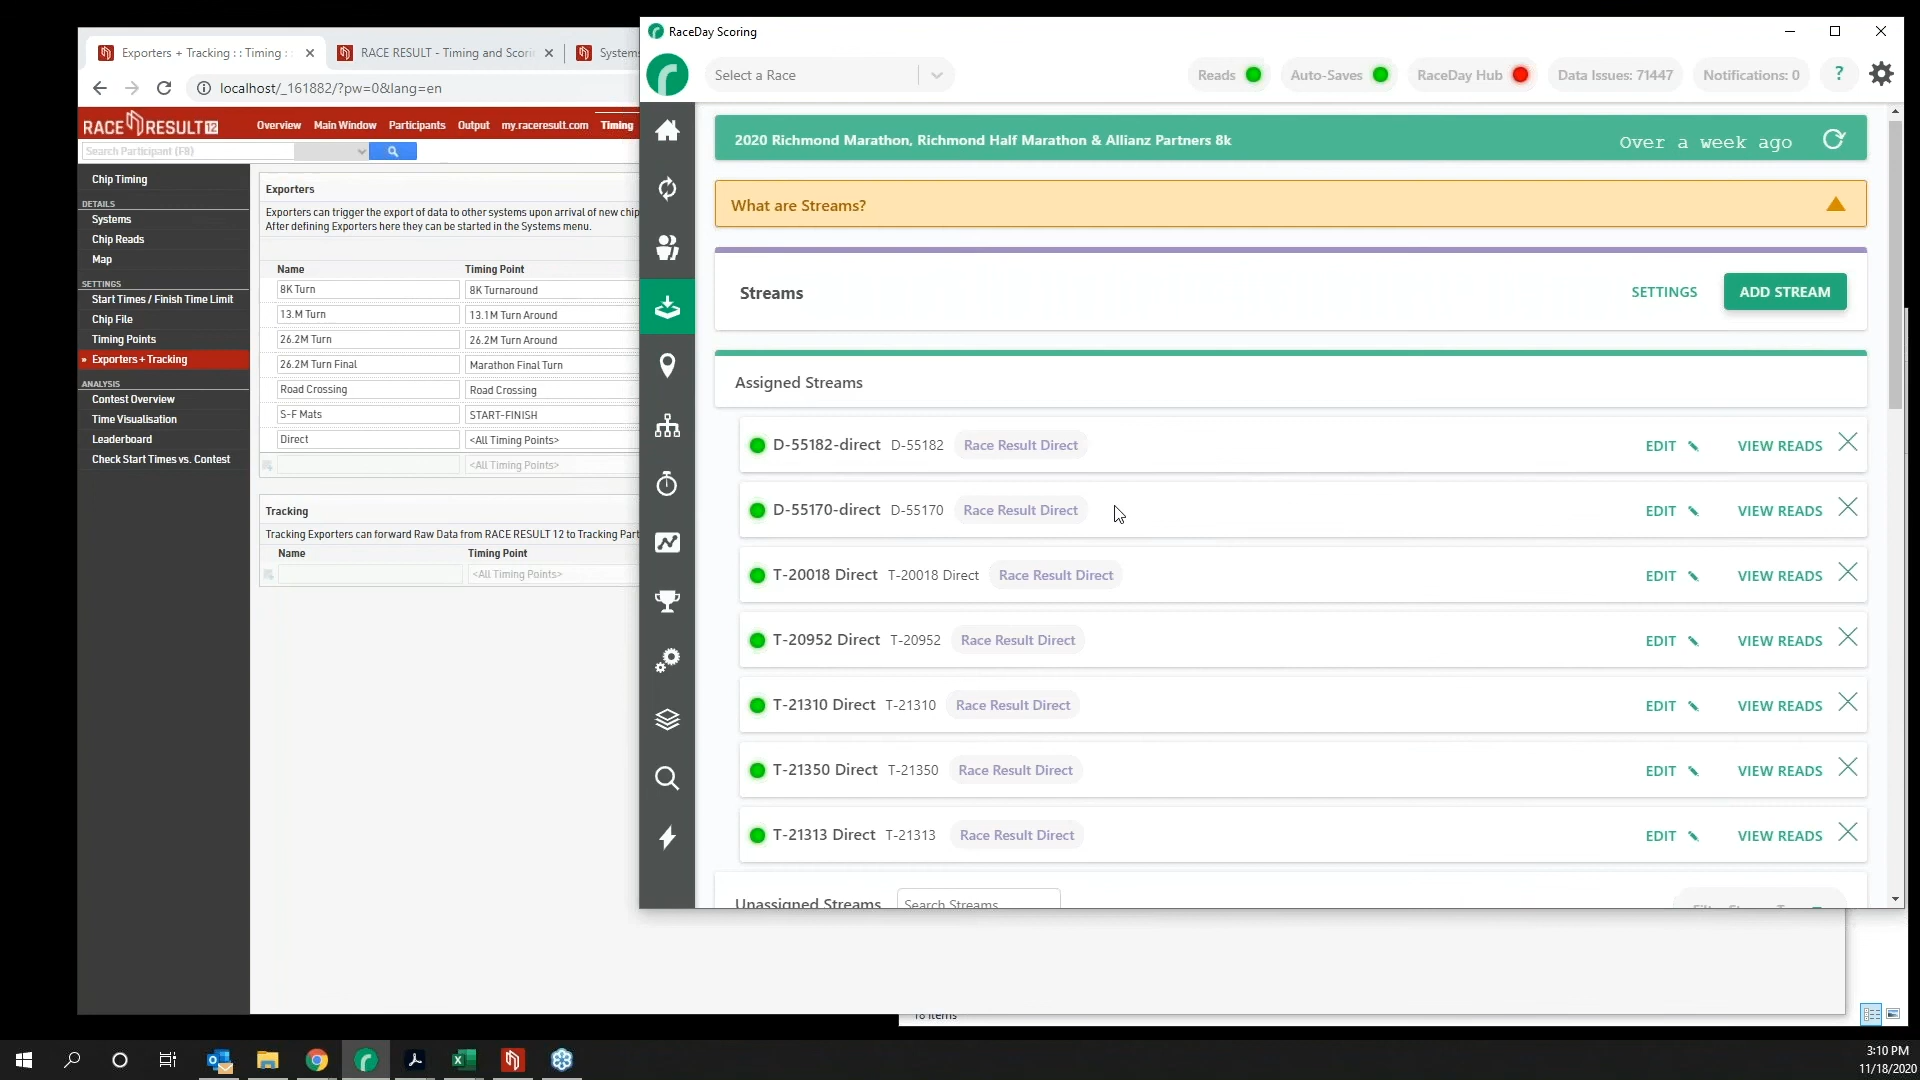 Exporters + Tracking : : Timing :
RACE RESULT - Timing and Scori
Systems
localhost/_161882/?pw=0&lang=en
RACE RESULT 12
Overview
Main Window
Participants
Output
my.raceresult.com
Timing
Search Participant (F8)
Chip Timing
DETAILS
Systems
Chip Reads
Map
SETTINGS
Start Times / Finish Time Limit
Chip File
Timing Points
» Exporters + Tracking
ANALYSIS
Contest Overview
Time Visualisation
Leaderboard
Check Start Times vs. Contest
Exporters
Exporters can trigger the export of data to other systems upon arrival of new chip
After defining Exporters here they can be started in the Systems menu.
Name Timing Point
8K Turn 8K Turnaround
13.M Turn 13.1M Turn Around
26.2M Turn 26.2M Turn Around
26.2M Turn Final Marathon Final Turn
Road Crossing Road Crossing
S-F Mats START-FINISH
Direct <All Timing Points>
<All Timing Points>
Tracking
Tracking Exporters can forward Raw Data from RACE RESULT 12 to Tracking Part
Name Timing Point
<All Timing Points>
RaceDay Scoring
Select a Race
Reads
Auto-Saves
RaceDay Hub
Data Issues: 71447
Notifications: 0
?
2020 Richmond Marathon, Richmond Half Marathon & Allianz Partners 8k
Over a week ago
What are Streams?
Streams
SETTINGS
ADD STREAM
Assigned Streams
D-55182-direct D-55182 Race Result Direct EDIT VIEW READS
D-55170-direct D-55170 Race Result Direct EDIT VIEW READS
T-20018 Direct T-20018 Direct Race Result Direct EDIT VIEW READS
T-20952 Direct T-20952 Race Result Direct EDIT VIEW READS
T-21310 Direct T-21310 Race Result Direct EDIT VIEW READS
T-21350 Direct T-21350 Race Result Direct EDIT VIEW READS
T-21313 Direct T-21313 Race Result Direct EDIT VIEW READS
Unassigned Streams
Search Streams
18 items
3:10 PM
11/18/2020